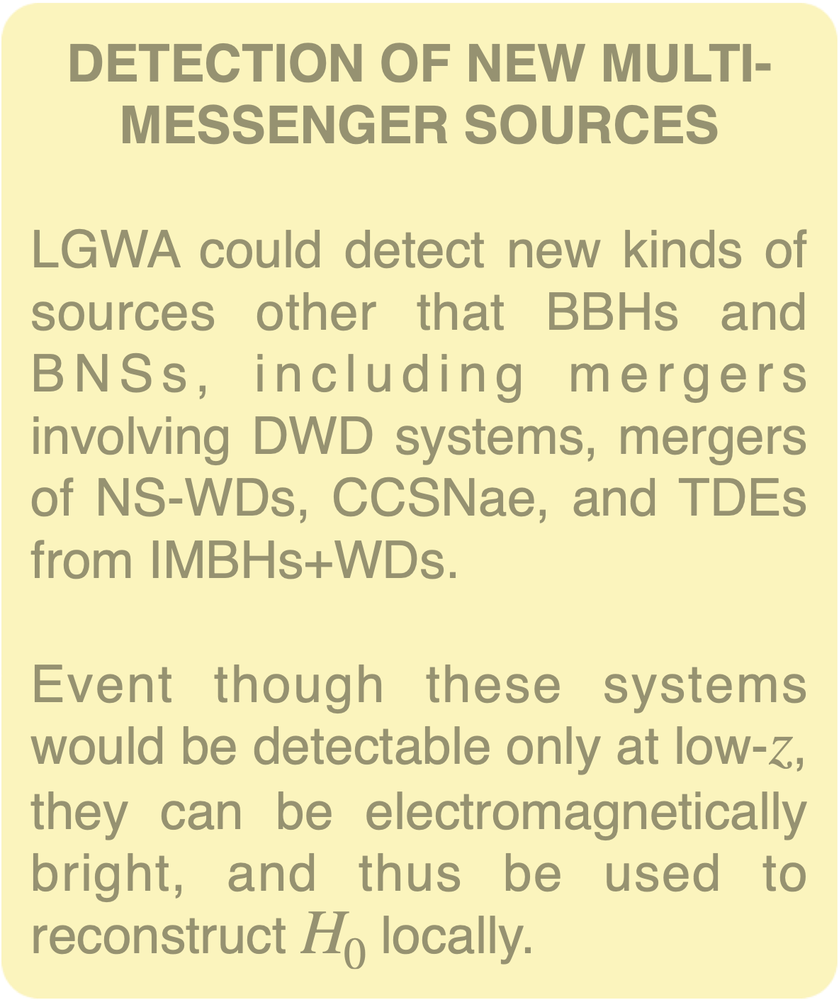 DETECTION OF NEW MULTI-
MESSENGER SOURCES
LGWA could detect new kinds of
sources other that BBHs and
BNSs, including mergers
involving DWD systems, mergers
of NS-WDs, CCSNae, and TDEs
from IMBHs+WDs.
Event though these systems
would be detectable only at low-z,
they can be electromagnetically
bright, and thus be used to
reconstruct H₀ locally.